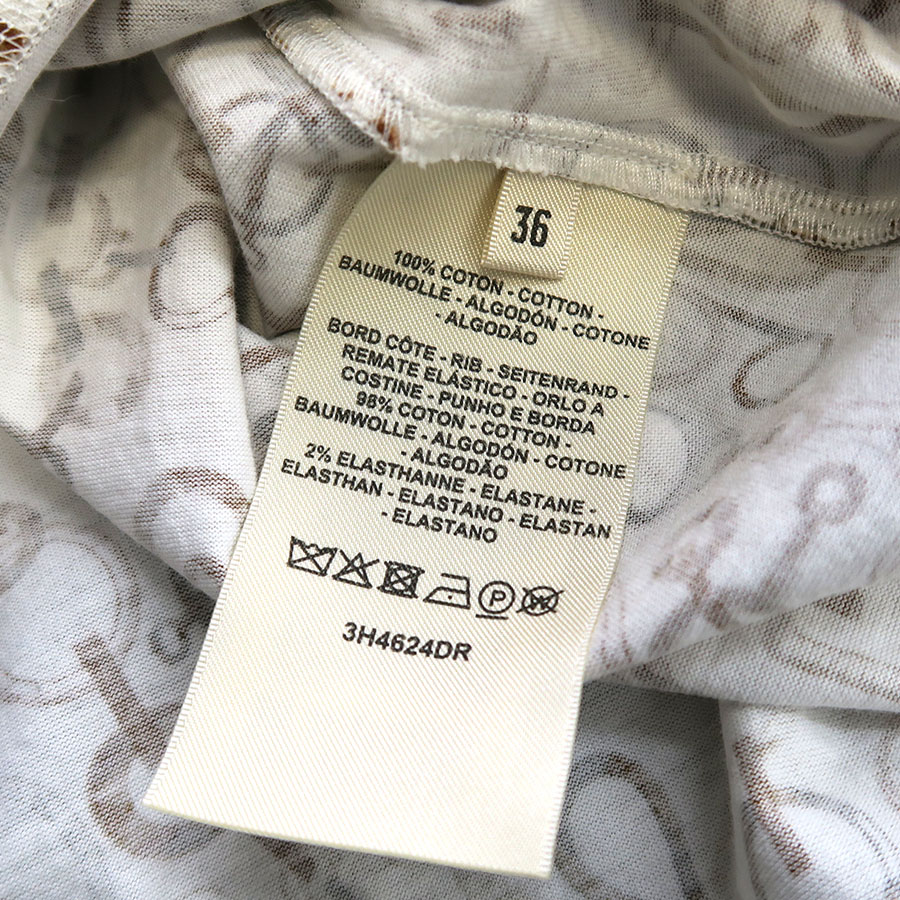 36
100% COTON - COTTON -
BAUMWOLLE - ALGODÓN - COTONE
- ALGODÃO
BORD CÔTE - RIB - SEITENRAND -
REMATE ELÁSTICO - ORLO A
COSTINE - PUNHO E BORDA
98% COTON - COTTON -
BAUMWOLLE - ALGODÓN - COTONE
- ALGODÃO
2% ELASTHANNE - ELASTANE -
ELASTHAN - ELASTANO - ELASTAN
- ELASTANO
P W
3H4624DR